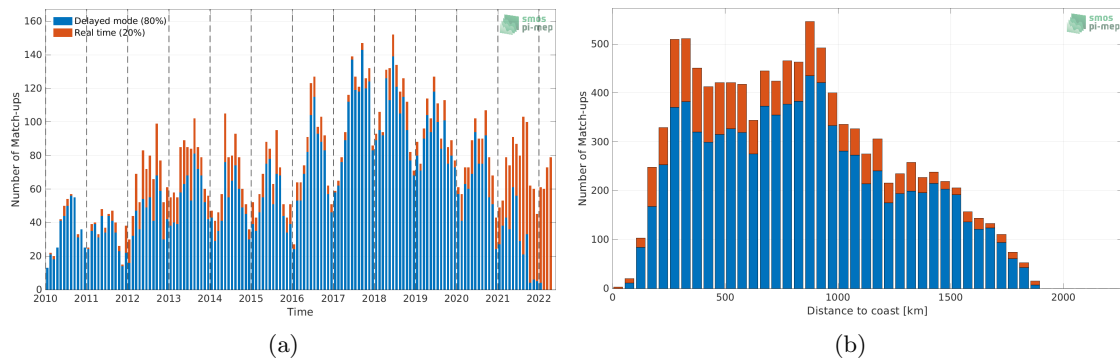 Delayed mode (80%)
Real time (20%)
smos
pi-mep
Number of Match-ups
160
140
120
100
80
60
40
20
0
2010 2011 2012 2013 2014 2015 2016 2017 2018 2019 2020 2021 2022
Time
(a)
smos
pi-mep
Number of Match-ups
500
400
300
200
100
0
0 500 1000 1500 2000
Distance to coast [km]
(b)